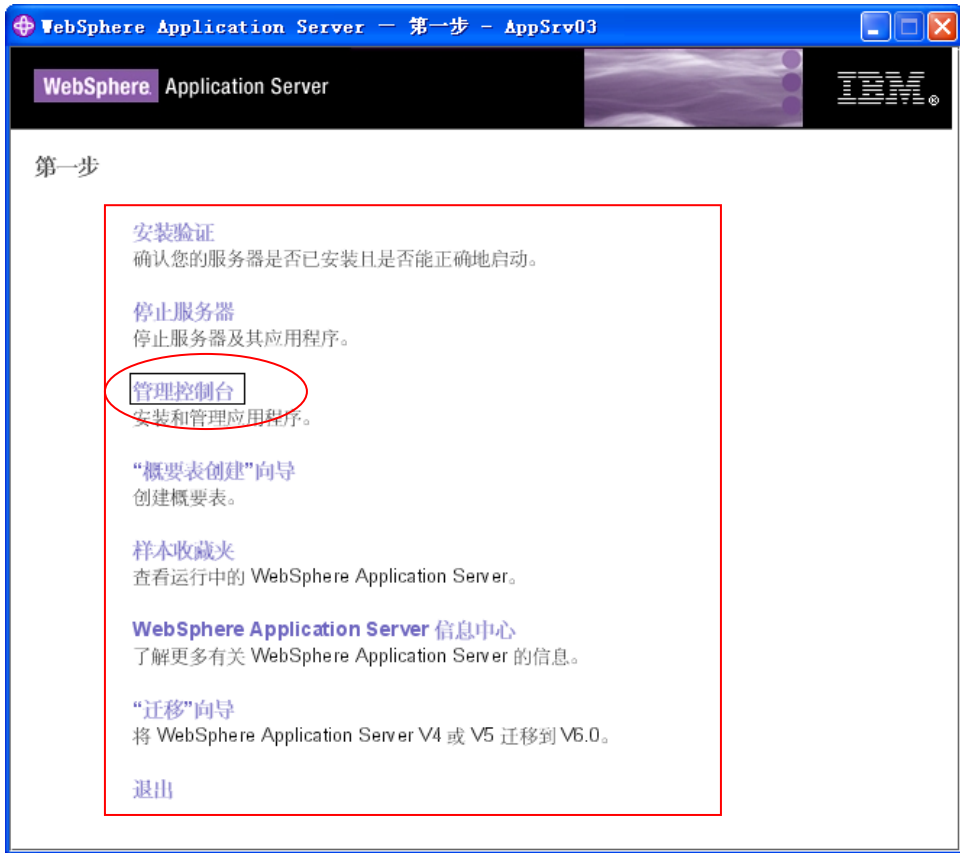 WebSphere Application Server － 第一步 - AppSrv03
WebSphere Application Server
IBM®
第一步
安装验证
确认您的服务器是否已安装且是否能正确地启动。
停止服务器
停止服务器及其应用程序。
管理控制台
安装和管理应用程序。
“概要表创建”向导
创建概要表。
样本收藏夹
查看运行中的 WebSphere Application Server。
WebSphere Application Server 信息中心
了解更多有关 WebSphere Application Server 的信息。
“迁移”向导
将 WebSphere Application Server V4 或 V5 迁移到 V6.0。
退出